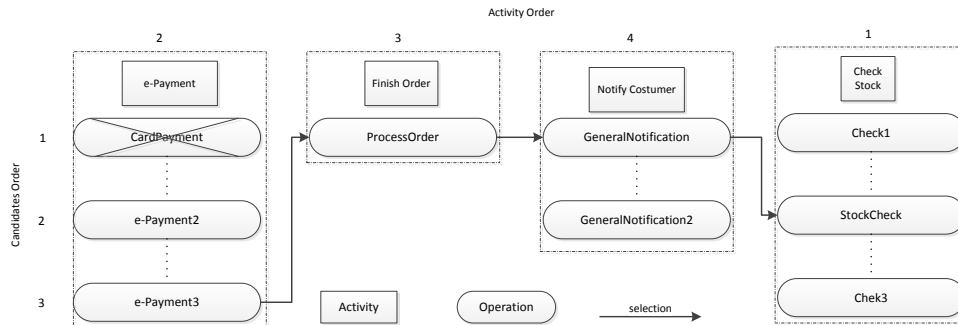 Activity Order
2
3
4
1
e-Payment
Finish Order
Notify Costumer
Check
Stock
Candidates Order
1
CardPayment
ProcessOrder
GeneralNotification
Check1
2
e-Payment2
GeneralNotification2
StockCheck
3
e-Payment3
Activity
Operation
selection
Chek3